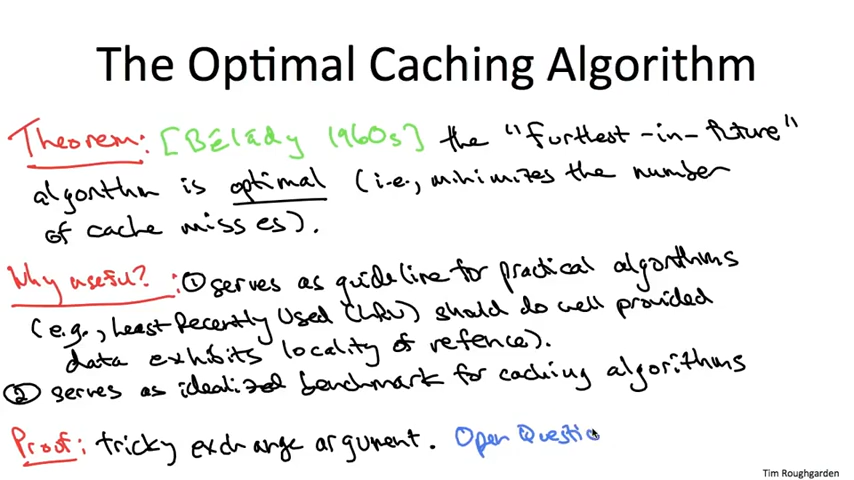 The Optimal Caching Algorithm
Theorem: [Bélády 1960s] the "furthest-in-future"
algorithm is optimal (i.e., minimizes the number
of cache misses).
Why useful?: ① serves as guideline for practical algorithms
(e.g., Least Recently Used (LRU) should do well provided
data exhibits locality of refence).
② serves as idealized benchmark for caching algorithms
Proof: tricky exchange argument. Open Questio
Tim Roughgarden